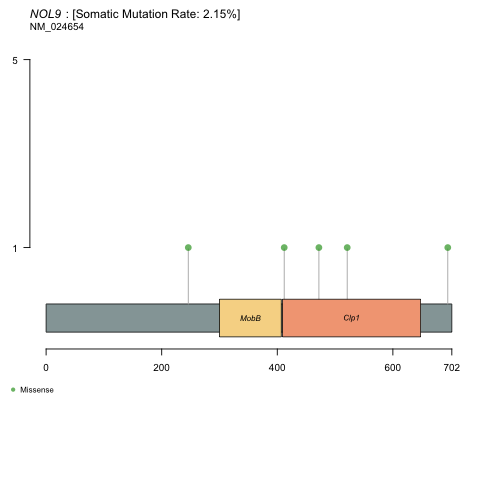 NOL9 : [Somatic Mutation Rate: 2.15%]
NM_024654
5
1
MobB
Clp1
0 200 400 600 702
Missense